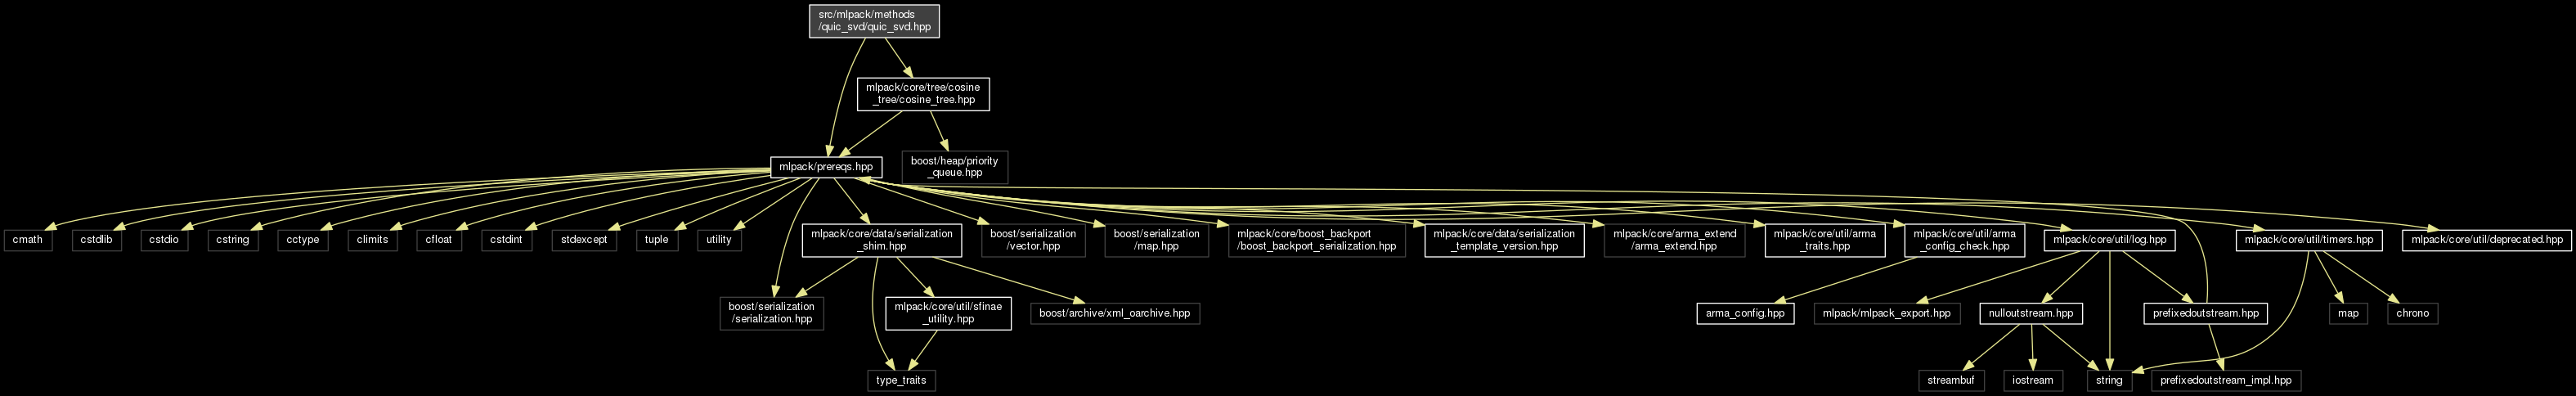 src/mlpack/methods
/quic_svd/quic_svd.hpp
mlpack/core/tree/cosine
_tree/cosine_tree.hpp
mlpack/prereqs.hpp
boost/heap/priority
_queue.hpp
cmath
cstdlib
cstdio
cstring
cctype
climits
cfloat
cstdint
stdexcept
tuple
utility
mlpack/core/data/serialization
_shim.hpp
boost/serialization
/vector.hpp
boost/serialization
/map.hpp
mlpack/core/boost_backport
/boost_backport_serialization.hpp
mlpack/core/data/serialization
_template_version.hpp
mlpack/core/arma_extend
/arma_extend.hpp
mlpack/core/util/arma
_traits.hpp
mlpack/core/util/arma
_config_check.hpp
mlpack/core/util/log.hpp
mlpack/core/util/timers.hpp
mlpack/core/util/deprecated.hpp
boost/serialization
/serialization.hpp
mlpack/core/util/sfinae
_utility.hpp
boost/archive/xml_oarchive.hpp
arma_config.hpp
mlpack/mlpack_export.hpp
nulloutstream.hpp
prefixedoutstream.hpp
map
chrono
type_traits
streambuf
iostream
string
prefixedoutstream_impl.hpp